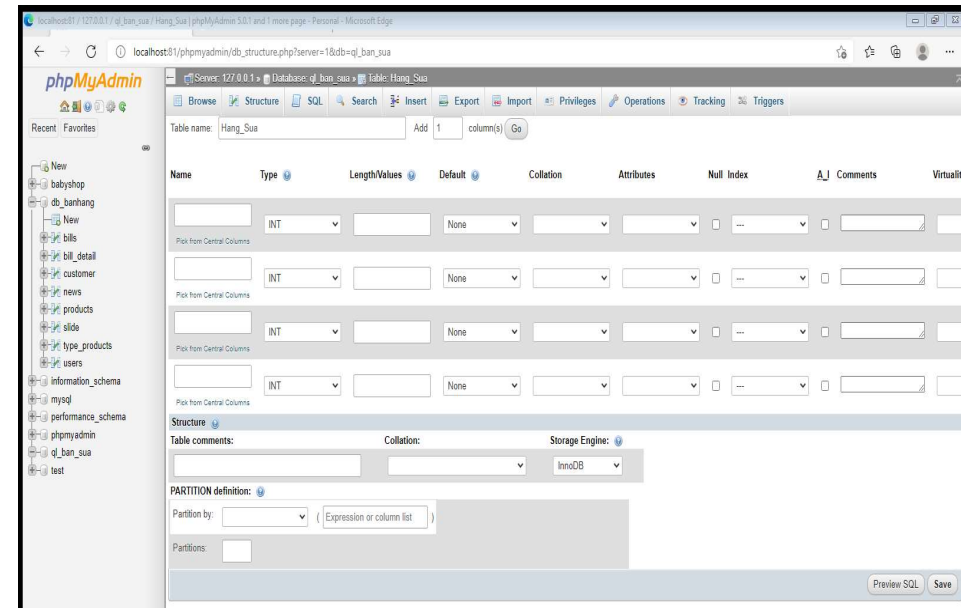 localhost:81 / 127.0.0.1 / ql_ban_sua / Hang_Sua | phpMyAdmin 5.0.1 and 1 more page - Personal - Microsoft Edge
localhost:81/phpmyadmin/db_structure.php?server=1&db=ql_ban_sua
phpMyAdmin
Recent Favorites
New
babyshop
db_banhang
New
bills
bill_detail
customer
news
products
slide
type_products
users
information_schema
mysql
performance_schema
phpmyadmin
ql_ban_sua
test
Server: 127.0.0.1 » Database: ql_ban_sua » Table: Hang_Sua
Browse Structure SQL Search Insert Export Import Privileges Operations Tracking Triggers
Table name: Hang_Sua Add 1 column(s) Go
Name Type Length/Values Default Collation Attributes Null Index A_I Comments Virtualit
INT None ---
Pick from Central Columns
INT None ---
Pick from Central Columns
INT None ---
Pick from Central Columns
INT None ---
Pick from Central Columns
Structure
Table comments: Collation: Storage Engine:
InnoDB
PARTITION definition:
Partition by: ( Expression or column list )
Partitions:
Preview SQL Save